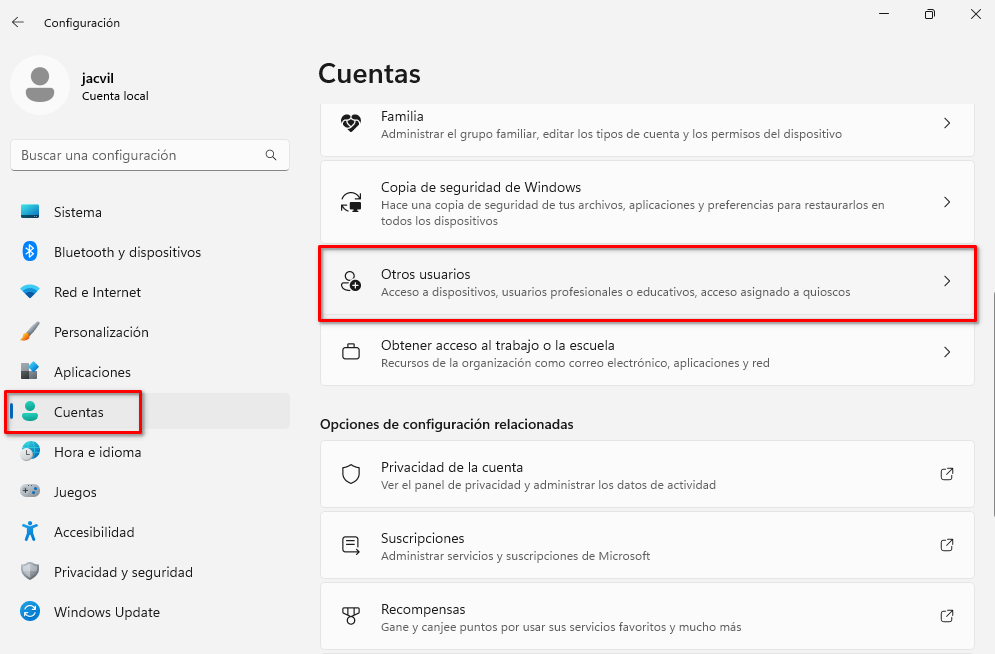 Configuración
jacvil
Cuenta local
Buscar una configuración
Sistema
Bluetooth y dispositivos
Red e Internet
Personalización
Aplicaciones
Cuentas
Hora e idioma
Juegos
Accesibilidad
Privacidad y seguridad
Windows Update
Cuentas
Familia
Administrar el grupo familiar, editar los tipos de cuenta y los permisos del dispositivo
Copia de seguridad de Windows
Hace una copia de seguridad de tus archivos, aplicaciones y preferencias para restaurarlos en
todos los dispositivos
Otros usuarios
Acceso a dispositivos, usuarios profesionales o educativos, acceso asignado a quioscos
Obtener acceso al trabajo o la escuela
Recursos de la organización como correo electrónico, aplicaciones y red
Opciones de configuración relacionadas
Privacidad de la cuenta
Ver el panel de privacidad y administrar los datos de actividad
Suscripciones
Administrar servicios y suscripciones de Microsoft
Recompensas
Gane y canjee puntos por usar sus servicios favoritos y mucho más